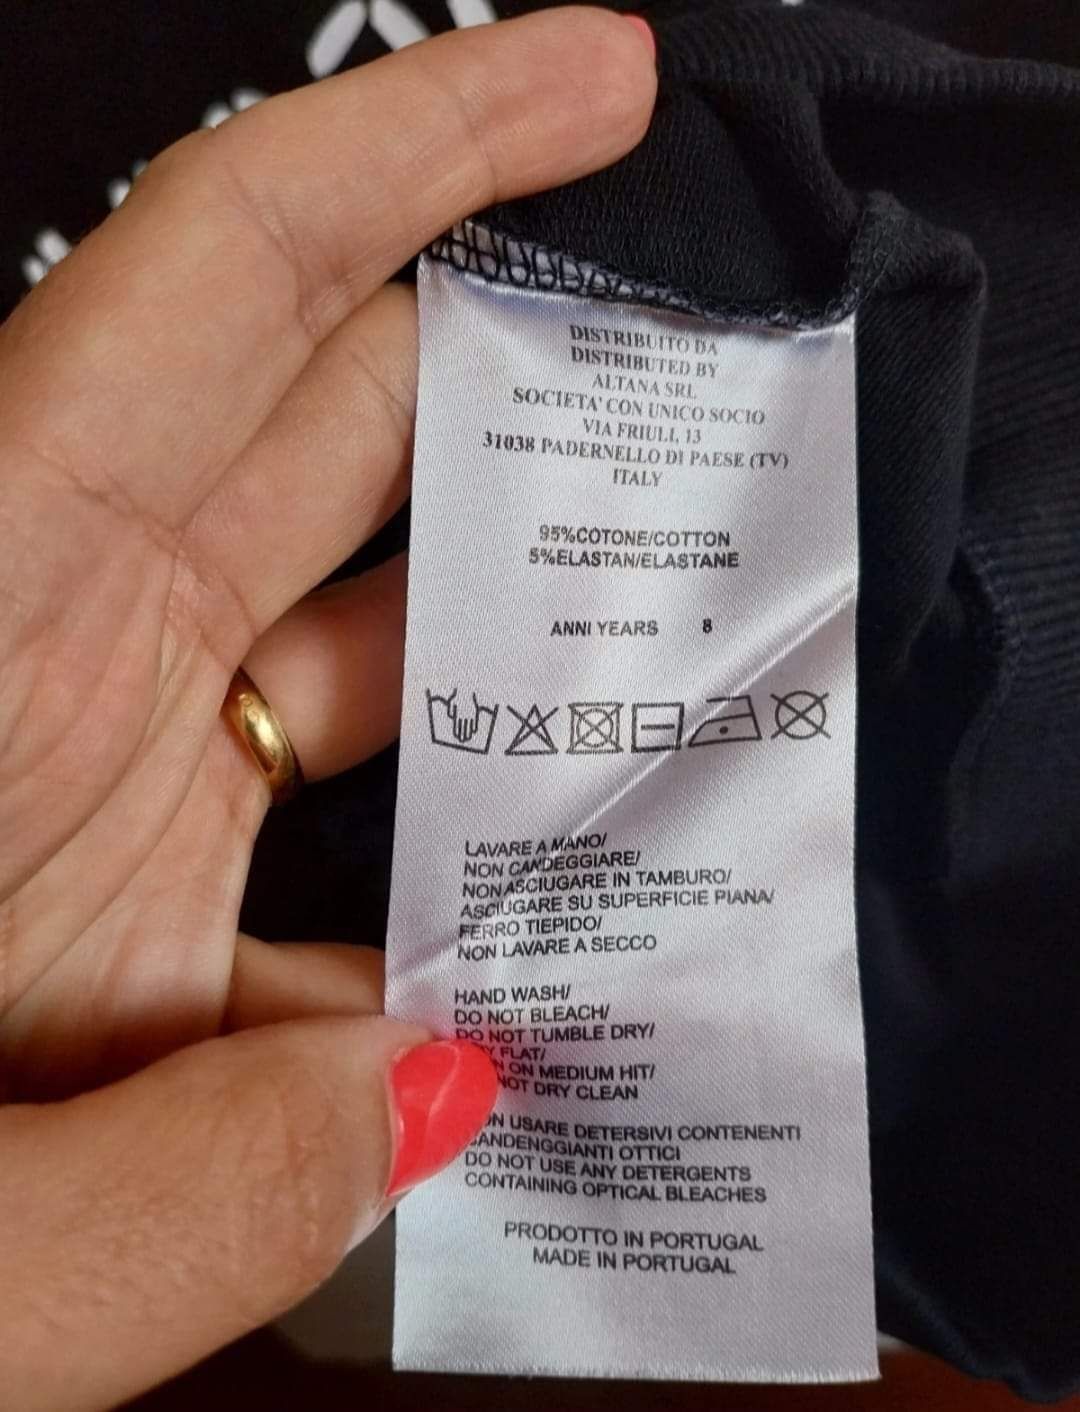 DISTRIBUITO DA
DISTRIBUTED BY
ALTANA SRL
SOCIETA' CON UNICO SOCIO
VIA FRIULI, 13
31038 PADERNELLO DI PAESE (TV)
ITALY
95%COTONE/COTTON
5%ELASTAN/ELASTANE
ANNI YEARS 8
LAVARE A MANO/
NON CANDEGGIARE/
NON ASCIUGARE IN TAMBURO/
ASCIUGARE SU SUPERFICIE PIANA/
FERRO TIEPIDO/
NON LAVARE A SECCO
HAND WASH/
DO NOT BLEACH/
DO NOT TUMBLE DRY/
FLAT/
ON MEDIUM HIT/
NOT DRY CLEAN
USARE DETERSIVI CONTENENTI
OTTICI
DO NOT USE ANY DETERGENTS
CONTAINING OPTICAL BLEACHES
PRODOTTO IN PORTUGAL
MADE IN PORTUGAL